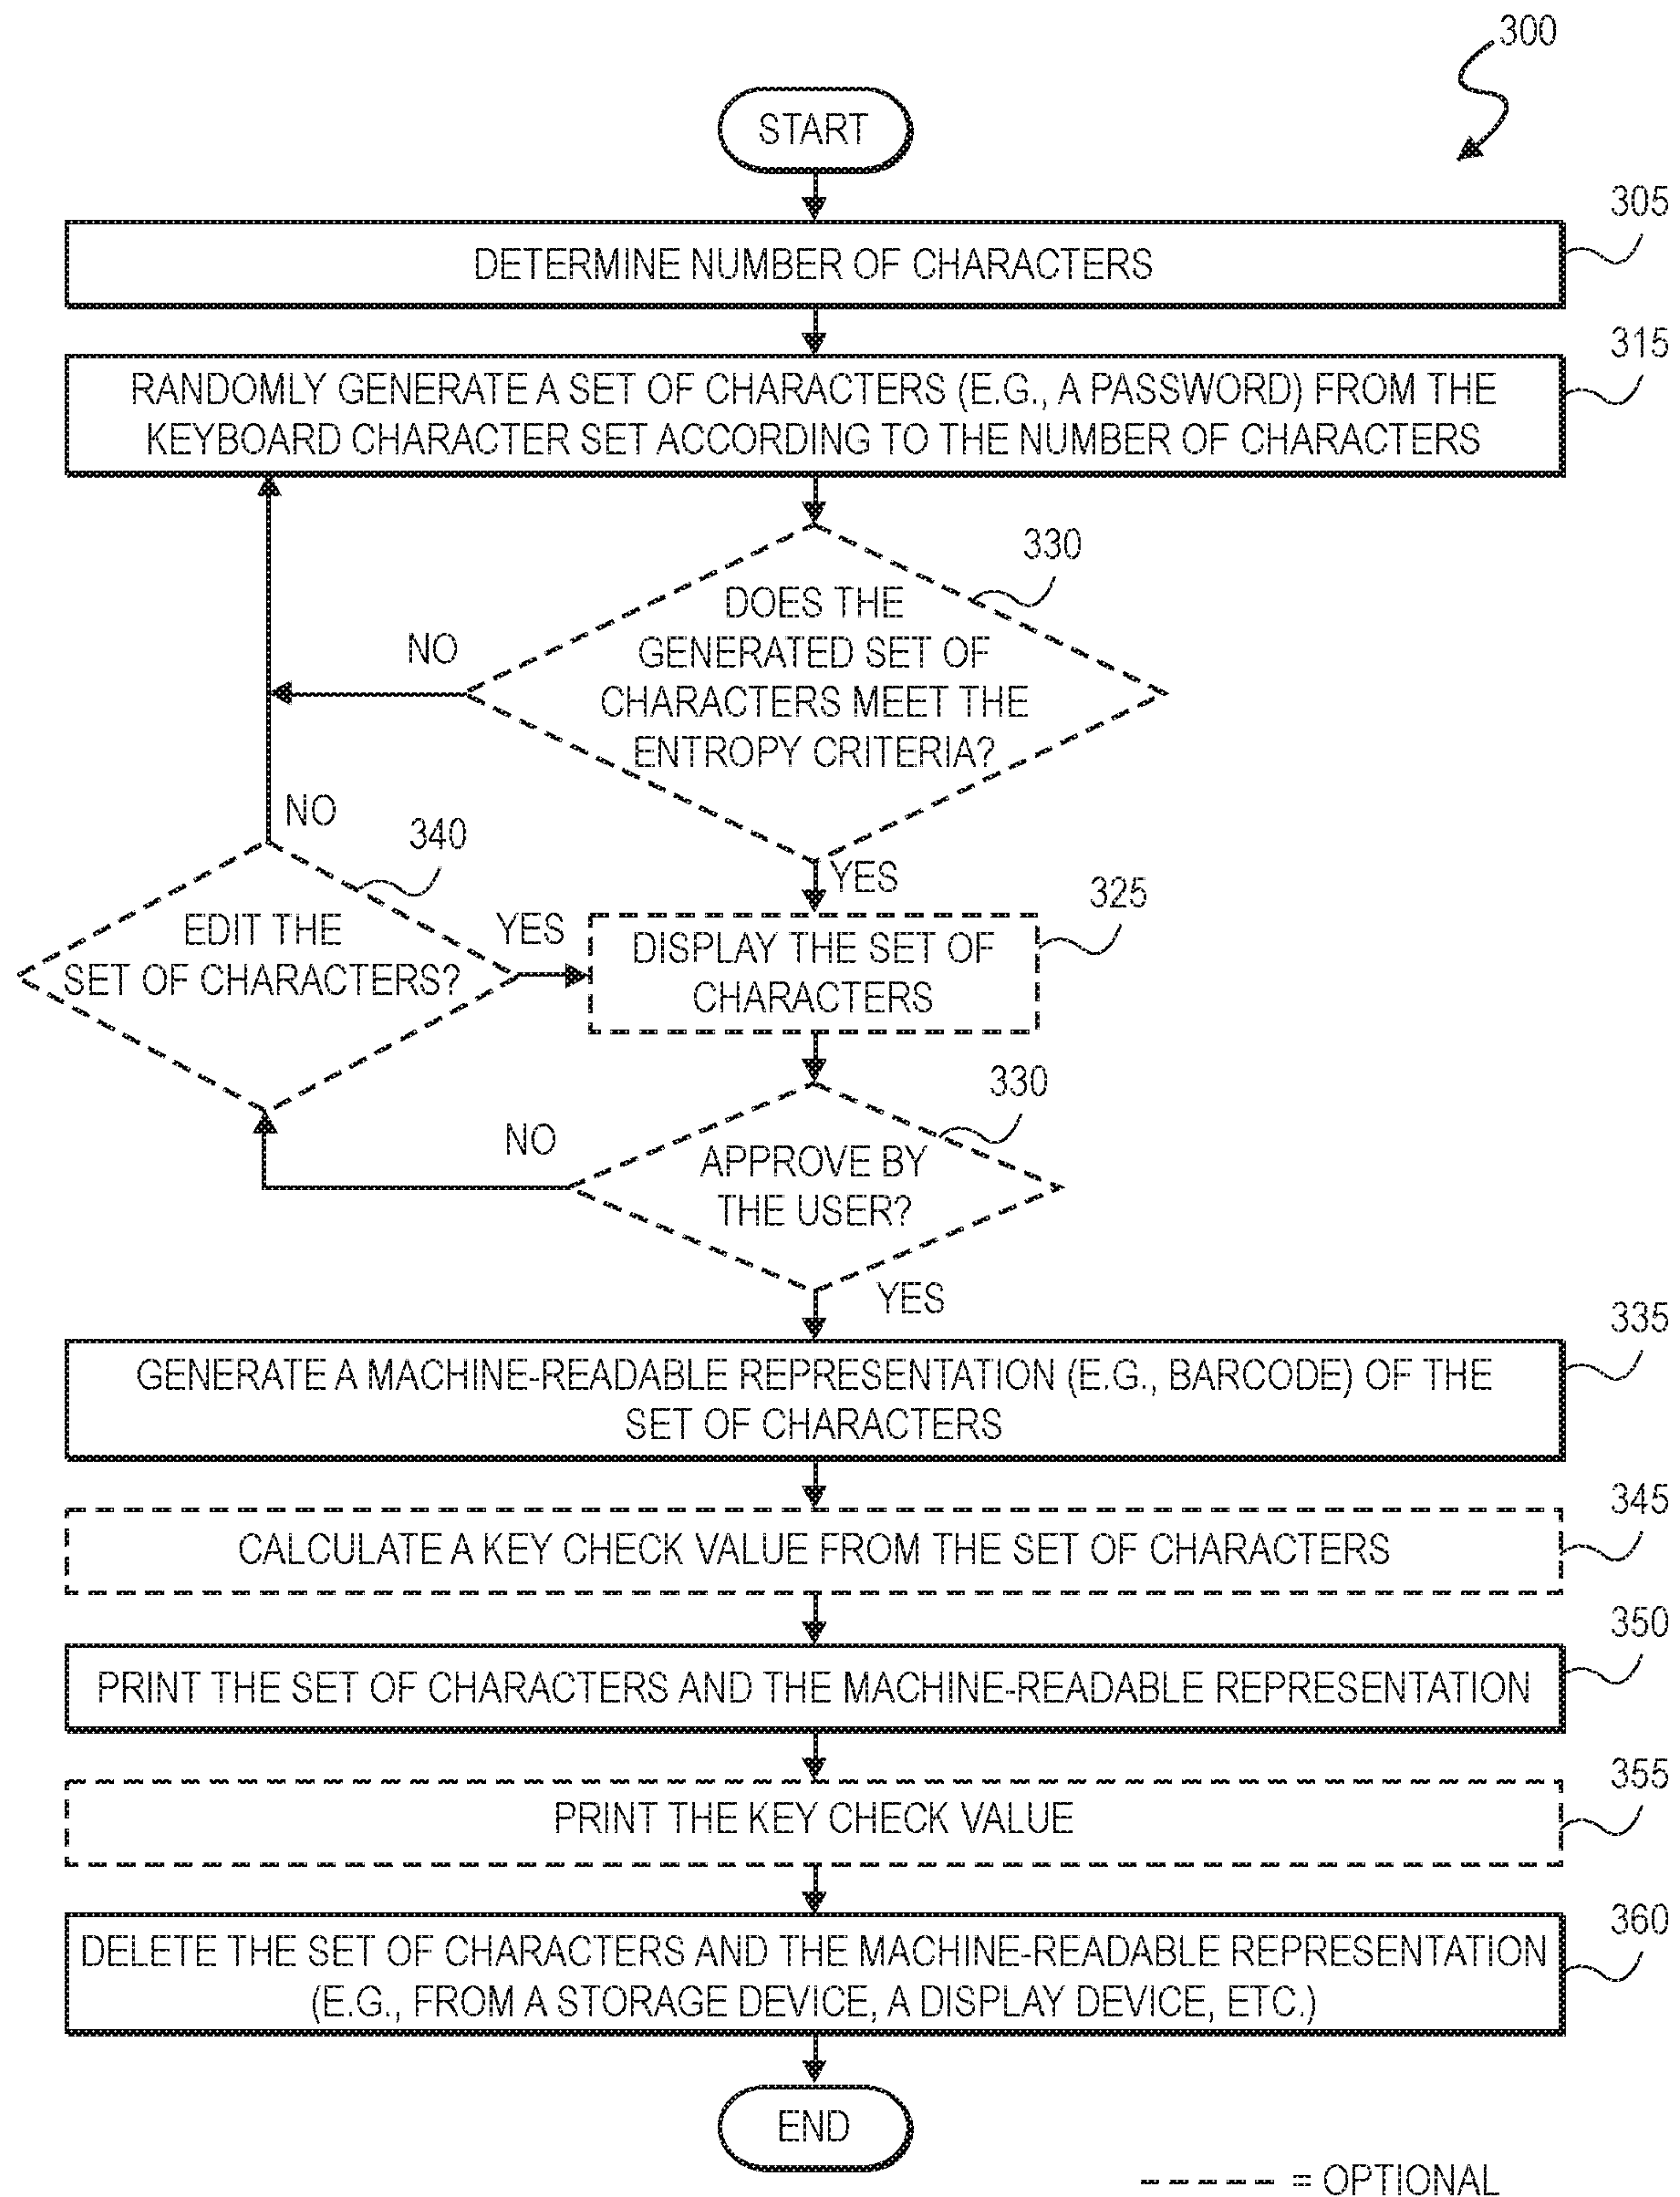 300
START
305
DETERMINE NUMBER OF CHARACTERS
315
RANDOMLY GENERATE A SET OF CHARACTERS (E.G., A PASSWORD) FROM THE
KEYBOARD CHARACTER SET ACCORDING TO THE NUMBER OF CHARACTERS
330
DOES THE
GENERATED SET OF
CHARACTERS MEET THE
ENTROPY CRITERIA?
NO
YES
NO
340
EDIT THE
SET OF CHARACTERS?
YES
325
DISPLAY THE SET OF
CHARACTERS
330
APPROVE BY
THE USER?
NO
YES
335
GENERATE A MACHINE-READABLE REPRESENTATION (E.G., BARCODE) OF THE
SET OF CHARACTERS
345
CALCULATE A KEY CHECK VALUE FROM THE SET OF CHARACTERS
350
PRINT THE SET OF CHARACTERS AND THE MACHINE-READABLE REPRESENTATION
355
PRINT THE KEY CHECK VALUE
360
DELETE THE SET OF CHARACTERS AND THE MACHINE-READABLE REPRESENTATION
(E.G., FROM A STORAGE DEVICE, A DISPLAY DEVICE, ETC.)
END
= OPTIONAL